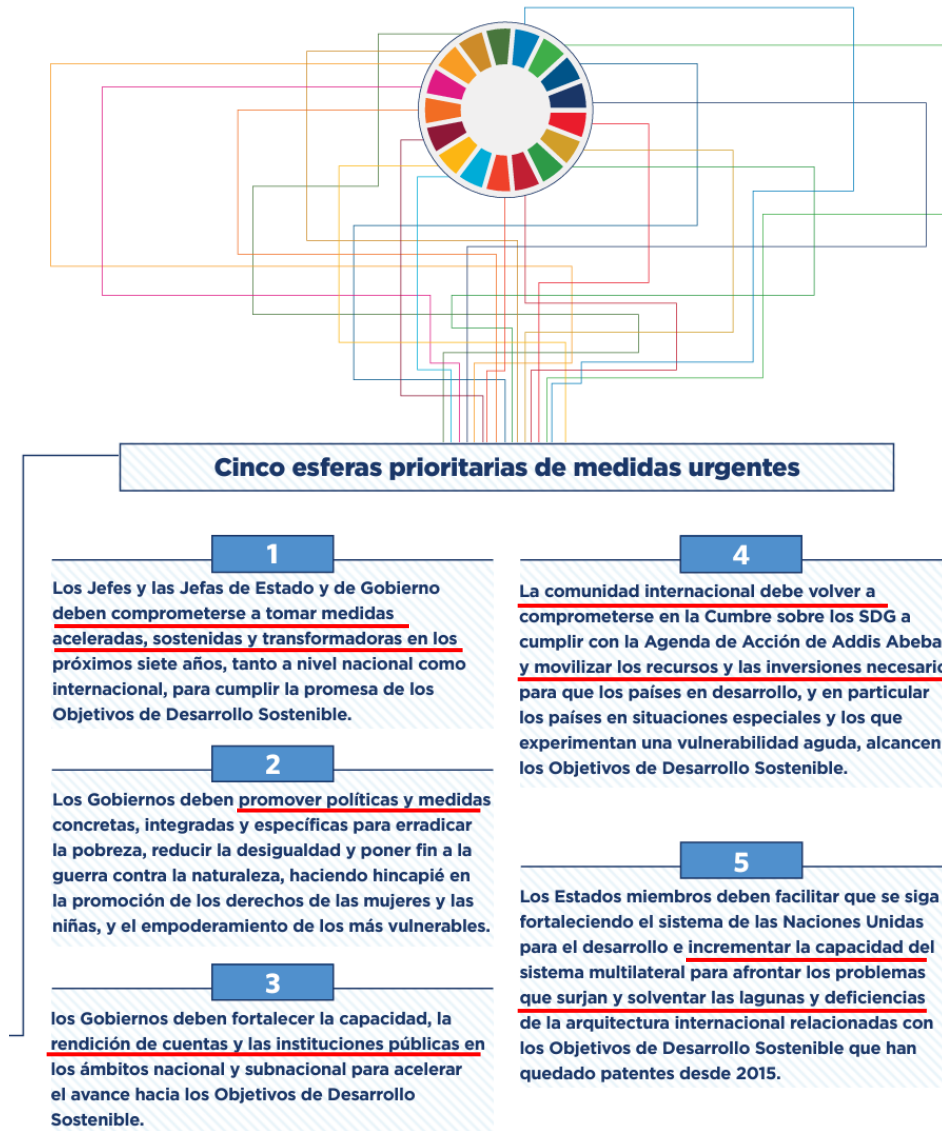 Cinco esferas prioritarias de medidas urgentes
1
Los Jefes y las Jefas de Estado y de Gobierno
deben comprometerse a tomar medidas
aceleradas, sostenidas y transformadoras en los
próximos siete años, tanto a nivel nacional como
internacional, para cumplir la promesa de los
Objetivos de Desarrollo Sostenible.
2
Los Gobiernos deben promover políticas y medidas
concretas, integradas y específicas para erradicar
la pobreza, reducir la desigualdad y poner fin a la
guerra contra la naturaleza, haciendo hincapié en
la promoción de los derechos de las mujeres y las
niñas, y el empoderamiento de los más vulnerables.
3
los Gobiernos deben fortalecer la capacidad, la
rendición de cuentas y las instituciones públicas en
los ámbitos nacional y subnacional para acelerar
el avance hacia los Objetivos de Desarrollo
Sostenible.
4
La comunidad internacional debe volver a
comprometerse en la Cumbre sobre los SDG a
cumplir con la Agenda de Acción de Addis Abeba
y movilizar los recursos y las inversiones
para que los países en desarrollo, y en particular
los países en situaciones especiales y los que
experimentan una vulnerabilidad aguda, alcancen
los Objetivos de Desarrollo Sostenible.
5
Los Estados miembros deben facilitar que se siga
fortaleciendo el sistema de las Naciones Unidas
para el desarrollo e incrementar la capacidad del
sistema multilateral para afrontar los problemas
que surjan y solventar las lagunas y deficiencias
de la arquitectura internacional relacionadas con
los Objetivos de Desarrollo Sostenible que han
quedado patentes desde 2015.